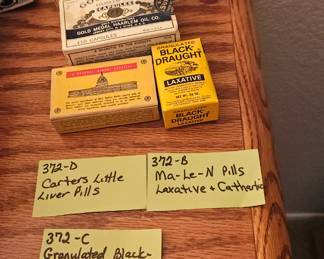 CAPSULES
GOLD MEDAL HAARLEM OIL CO.
GRANULATED
BLACK-
DRAUGHT
LAXATIVE
BLACK-
DRAUGHT
372-D
Carters Little
Liver Pills
372-B
Ma-Le-N Pills
Laxative + Cathartic
372-C
Granulated Black-